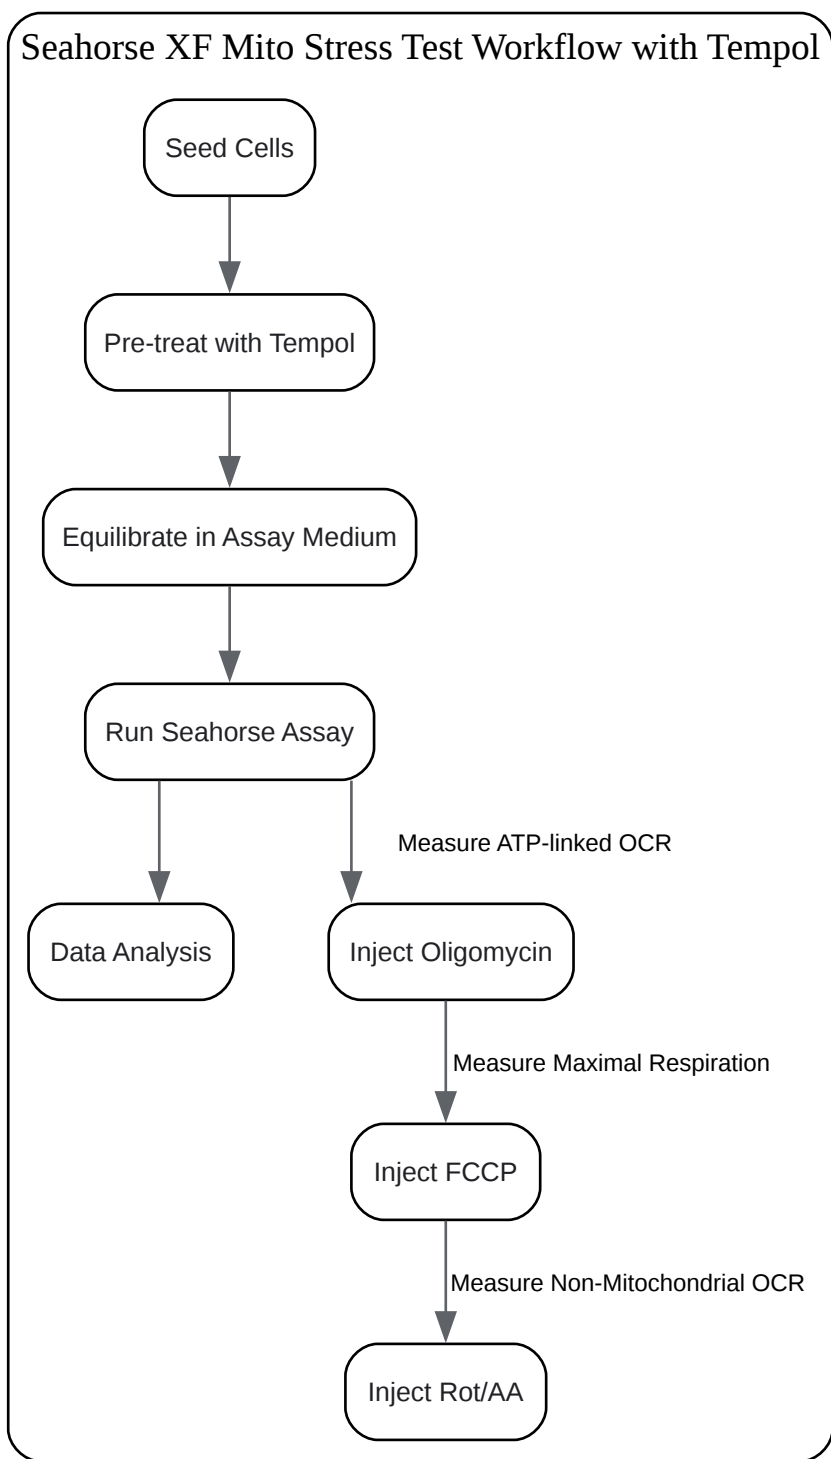 Seahorse XF Mito Stress Test Workflow with Tempol
Seed Cells
Pre-treat with Tempol
Equilibrate in Assay Medium
Run Seahorse Assay
Measure ATP-linked OCR
Data Analysis
Inject Oligomycin
Measure Maximal Respiration
Inject FCCP
Measure Non-Mitochondrial OCR
Inject Rot/AA